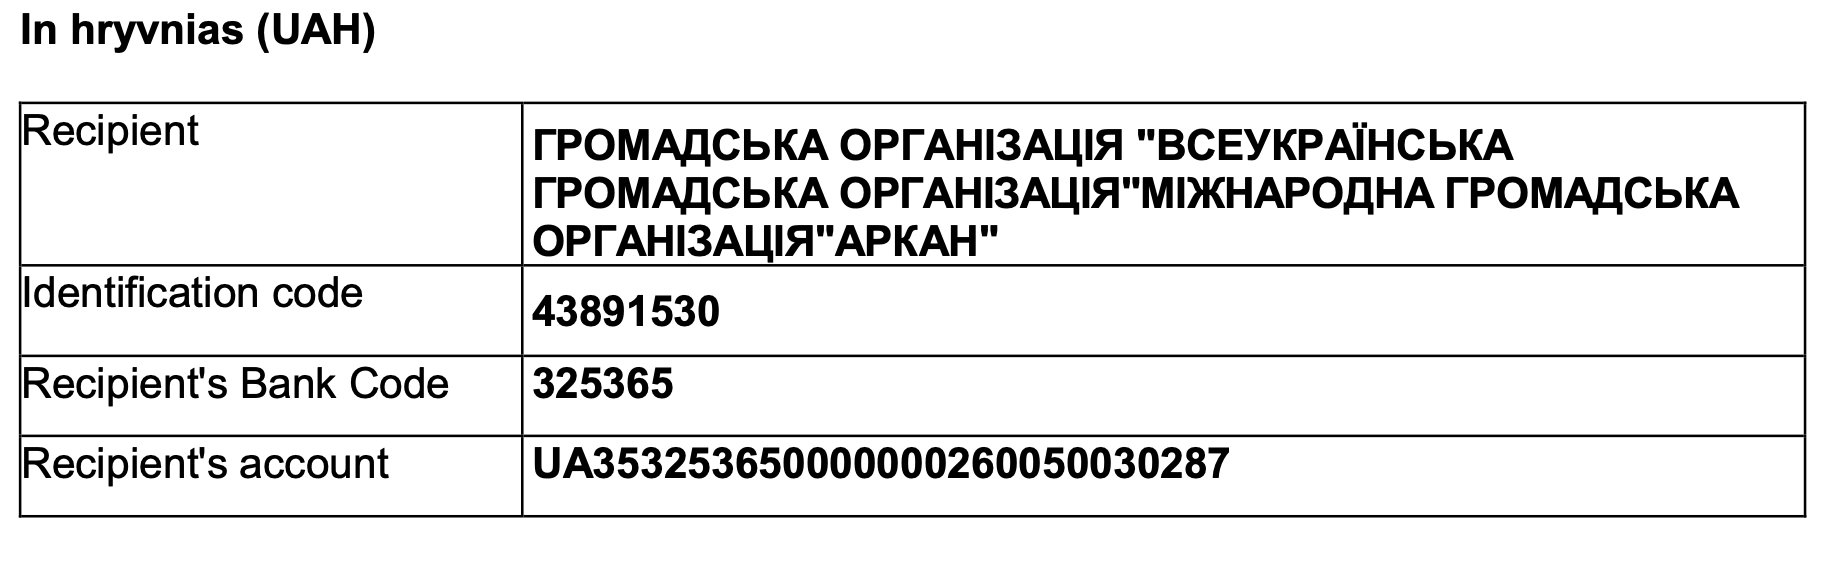 In hryvnias (UAH)
Recipient
ГРОМАДСЬКА ОРГАНІЗАЦІЯ "ВСЕУКРАЇНСЬКА
ГРОМАДСЬКА ОРГАНІЗАЦІЯ"МІЖНАРОДНА ГРОМАДСЬКА
ОРГАНІЗАЦІЯ"АРКАН"
Identification code
43891530
Recipient's Bank Code
325365
Recipient's account
UA353253650000000260050030287